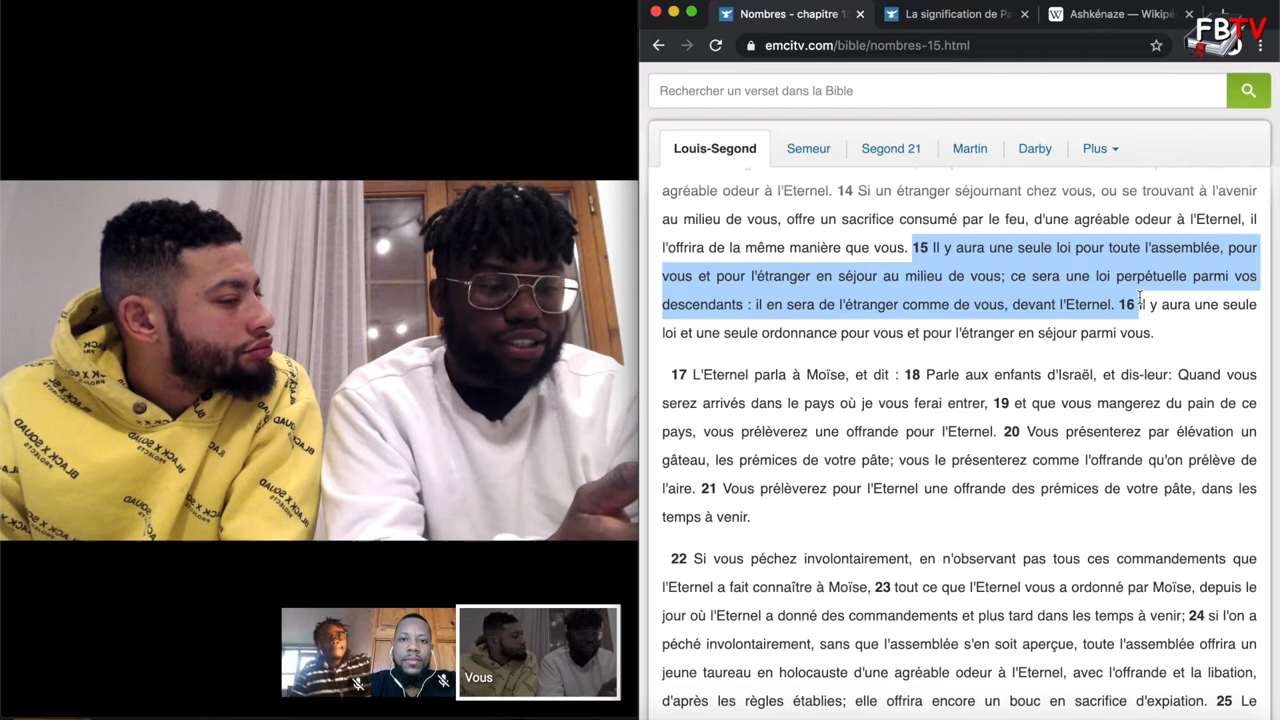 Nombres - chapitre 1
La signification de Pa
Ashkénaze — Wikipé
FBTV
emcitv.com/bible/nombres-15.html
Rechercher un verset dans la Bible
Louis-Segond Semeur Segond 21 Martin Darby Plus
agréable odeur à l'Eternel. 14 Si un étranger séjournant chez vous, ou se trouvant à l'avenir
au milieu de vous, offre un sacrifice consumé par le feu, d'une agréable odeur à l'Eternel, il
l'offrira de la même manière que vous. 15 Il y aura une seule loi pour toute l'assemblée, pour
vous et pour l'étranger en séjour au milieu de vous; ce sera une loi perpétuelle parmi vos
descendants : il en sera de l'étranger comme de vous, devant l'Eternel. 16 Il y aura une seule
loi et une seule ordonnance pour vous et pour l'étranger en séjour parmi vous.
17 L'Eternel parla à Moïse, et dit : 18 Parle aux enfants d'Israël, et dis-leur: Quand vous
serez arrivés dans le pays où je vous ferai entrer, 19 et que vous mangerez du pain de ce
pays, vous prélèverez une offrande pour l'Eternel. 20 Vous présenterez par élévation un
gâteau, les prémices de votre pâte; vous le présenterez comme l'offrande qu'on prélève de
l'aire. 21 Vous prélèverez pour l'Eternel une offrande des prémices de votre pâte, dans les
temps à venir.
22 Si vous péchez involontairement, en n'observant pas tous ces commandements que
l'Eternel a fait connaître à Moïse, 23 tout ce que l'Eternel vous a ordonné par Moïse, depuis le
jour où l'Eternel a donné des commandements et plus tard dans les temps à venir; 24 si l'on a
péché involontairement, sans que l'assemblée s'en soit aperçue, toute l'assemblée offrira un
jeune taureau en holocauste d'une agréable odeur à l'Eternel, avec l'offrande et la libation,
d'après les règles établies; elle offrira encore un bouc en sacrifice d'expiation. 25 Le
Vous